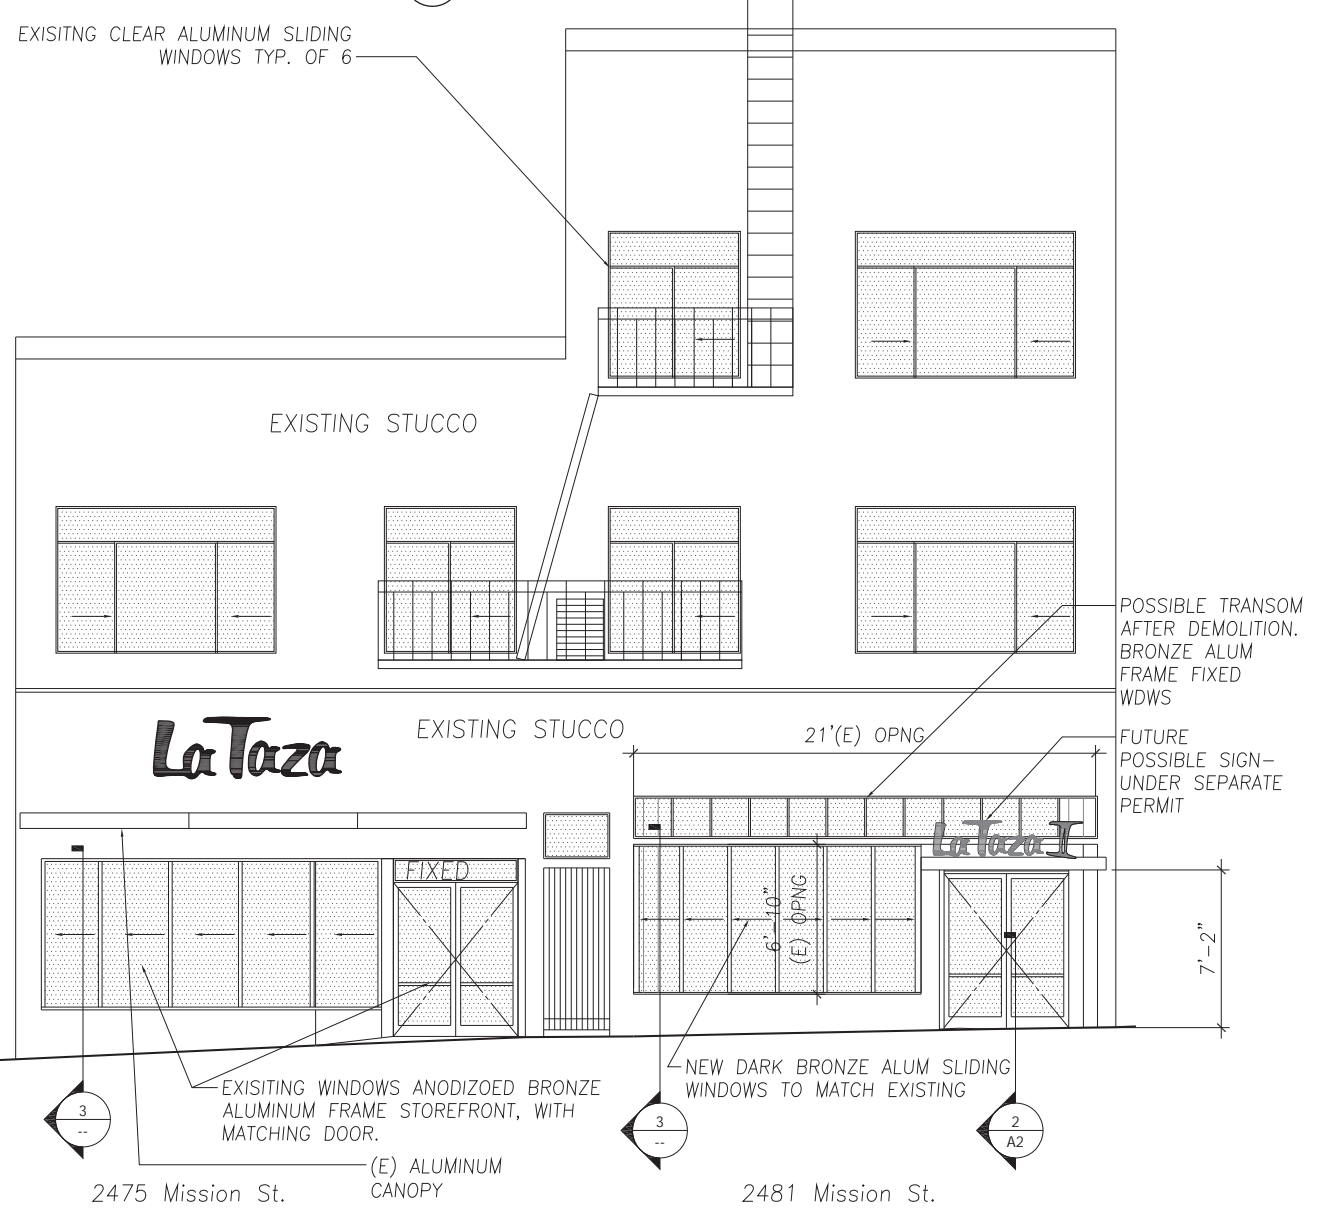 EXISITNG CLEAR ALUMINUM SLIDING
WINDOWS TYP. OF 6
EXISTING STUCCO
POSSIBLE TRANSOM
AFTER DEMOLITION.
BRONZE ALUM
FRAME FIXED
WDWS
La Taza
EXISTING STUCCO
21'(E) OPNG
FUTURE
POSSIBLE SIGN-
UNDER SEPARATE
PERMIT
La Taza I
FIXED
6'-10"
(E) OPNG
7'-2"
NEW DARK BRONZE ALUM SLIDING
WINDOWS TO MATCH EXISTING
EXISITING WINDOWS ANODIZOED BRONZE
ALUMINUM FRAME STOREFRONT, WITH
MATCHING DOOR.
3
--
3
--
2
A2
(E) ALUMINUM
CANOPY
2475 Mission St.
2481 Mission St.